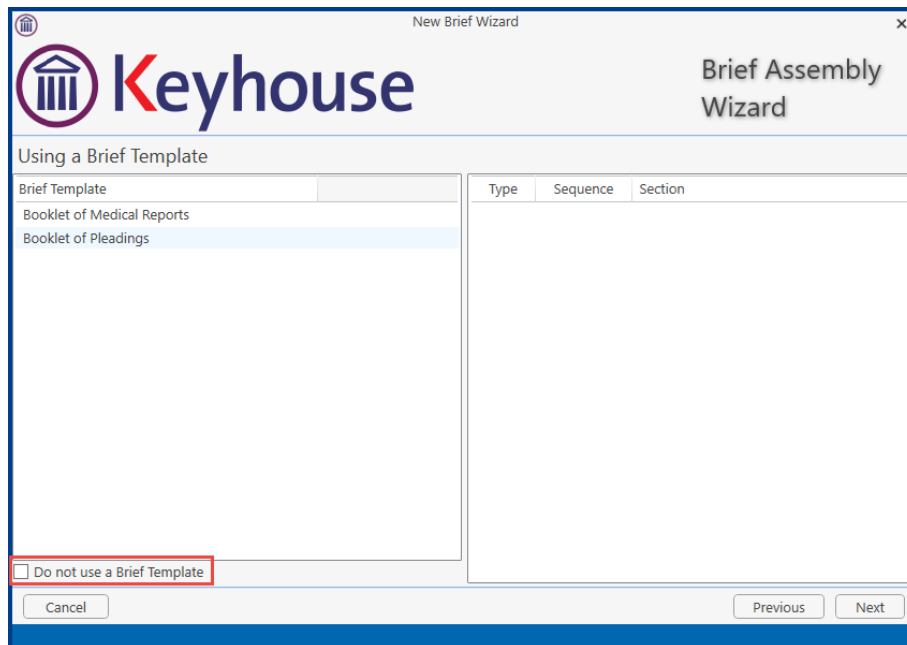 New Brief Wizard
Keyhouse
Brief Assembly
Wizard
Using a Brief Template
Brief Template
Type Sequence Section
Booklet of Medical Reports
Booklet of Pleadings
Do not use a Brief Template
Cancel Previous Next